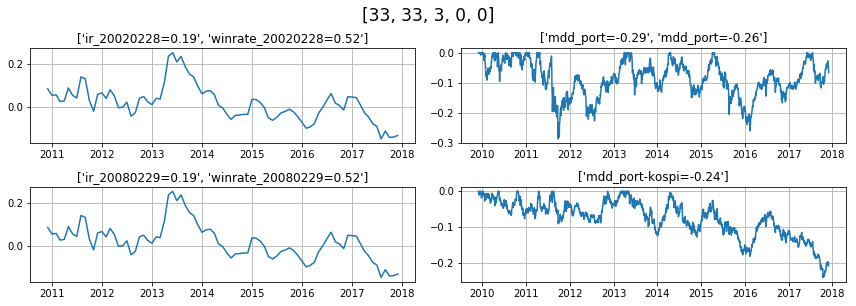 [33, 33, 3, 0, 0]
['ir_20020228=0.19', 'winrate_20020228=0.52']
0.2
0.0
2011 2012 2013 2014 2015 2016 2017 2018
['mdd_port=-0.29', 'mdd_port=-0.26']
0.0
−0.1
−0.2
−0.3
2010 2011 2012 2013 2014 2015 2016 2017 2018
['ir_20080229=0.19', 'winrate_20080229=0.52']
0.2
0.0
2011 2012 2013 2014 2015 2016 2017 2018
['mdd_port-kospi=-0.24']
0.0
−0.1
−0.2
2010 2011 2012 2013 2014 2015 2016 2017 2018